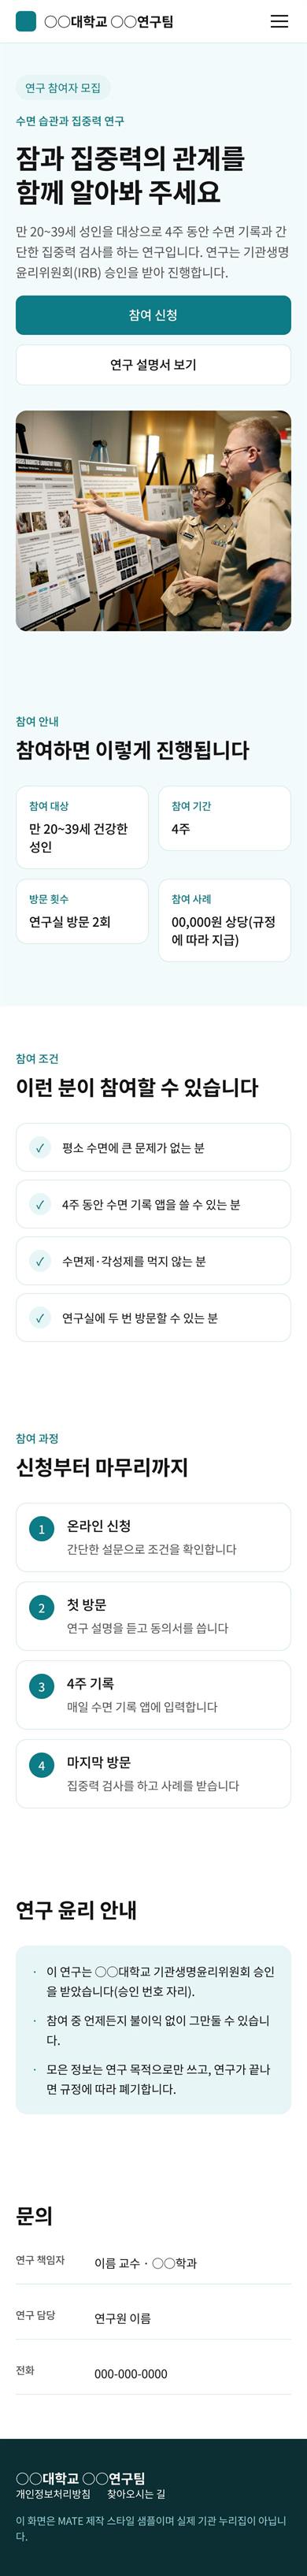 ○○대학교 ○○연구팀
연구 참여자 모집
수면 습관과 집중력 연구
잠과 집중력의 관계를
함께 알아봐 주세요
만 20~39세 성인을 대상으로 4주 동안 수면 기록과 간
단한 집중력 검사를 하는 연구입니다. 연구는 기관생명
윤리위원회(IRB) 승인을 받아 진행합니다.
참여 신청
연구 설명서 보기
참여 안내
참여하면 이렇게 진행됩니다
참여 대상
만 20~39세 건강한
성인
참여 기간
4주
방문 횟수
연구실 방문 2회
참여 사례
00,000원 상당(규정
에 따라 지급)
참여 조건
이런 분이 참여할 수 있습니다
✓ 평소 수면에 큰 문제가 없는 분
✓ 4주 동안 수면 기록 앱을 쓸 수 있는 분
✓ 수면제·각성제를 먹지 않는 분
✓ 연구실에 두 번 방문할 수 있는 분
참여 과정
신청부터 마무리까지
1 온라인 신청
간단한 설문으로 조건을 확인합니다
2 첫 방문
연구 설명을 듣고 동의서를 씁니다
3 4주 기록
매일 수면 기록 앱에 입력합니다
4 마지막 방문
집중력 검사를 하고 사례를 받습니다
연구 윤리 안내
· 이 연구는 ○○대학교 기관생명윤리위원회 승인
을 받았습니다(승인 번호 자리).
· 참여 중 언제든지 불이익 없이 그만둘 수 있습니
다.
· 모은 정보는 연구 목적으로만 쓰고, 연구가 끝나
면 규정에 따라 폐기합니다.
문의
연구 책임자 이름 교수 · ○○학과
연구 담당 연구원 이름
전화 000-000-0000
○○대학교 ○○연구팀
개인정보처리방침 찾아오시는 길
이 화면은 MATE 제작 스타일 샘플이며 실제 기관 누리집이 아닙니
다.